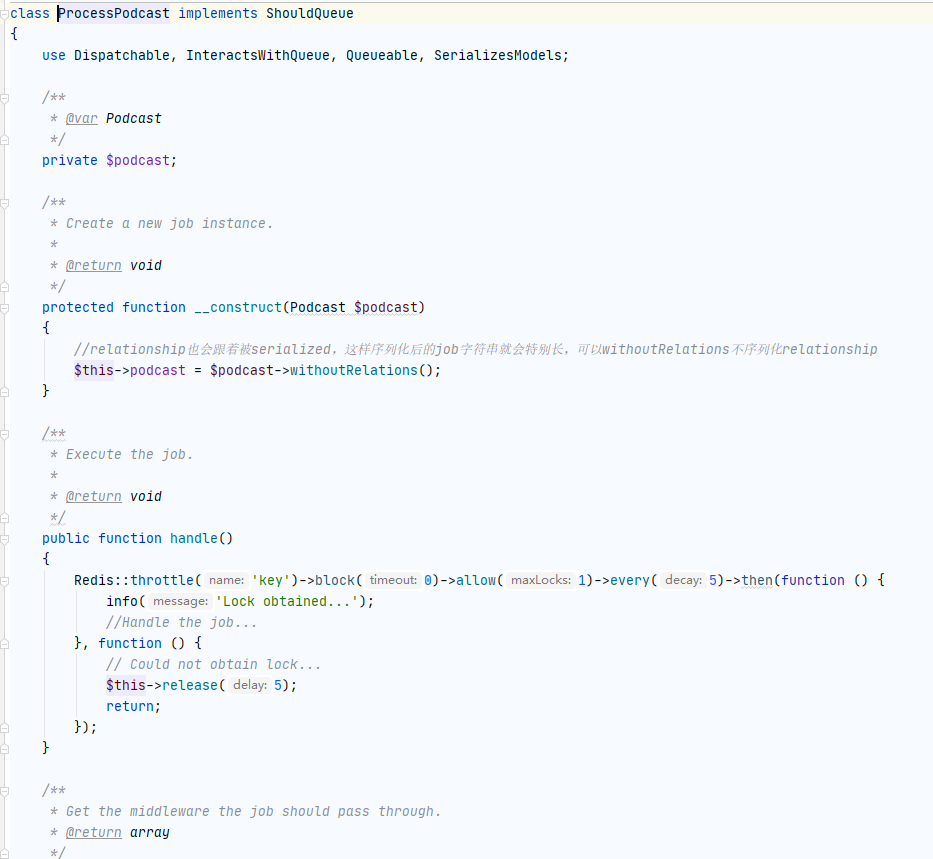 class ProcessPodcast implements ShouldQueue
{
    use Dispatchable, InteractsWithQueue, Queueable, SerializesModels;

    /**
     * @var Podcast
     */
    private $podcast;

    /**
     * Create a new job instance.
     *
     * @return void
     */
    protected function __construct(Podcast $podcast)
    {
        //relationship也会跟着被serialized，这样序列化后的job字符串就会特别长，可以withoutRelations不序列化relationship
        $this->podcast = $podcast->withoutRelations();
    }

    /**
     * Execute the job.
     *
     * @return void
     */
    public function handle()
    {
        Redis::throttle( name: 'key')->block( timeout: 0)->allow( maxLocks: 1)->every( decay: 5)->then(function () {
            info( message: 'Lock obtained...');
            //Handle the job...
        }, function () {
            // Could not obtain lock...
            $this->release( delay: 5);
            return;
        });
    }

    /**
     * Get the middleware the job should pass through.
     * @return array
     */